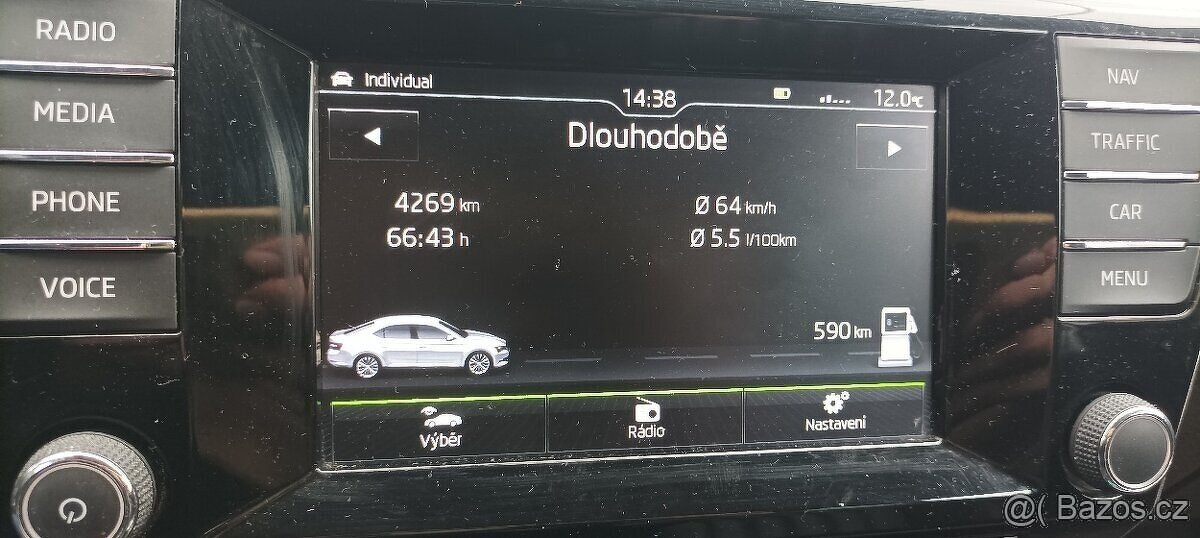 RADIO
MEDIA
PHONE
VOICE
Individual
14:38
12.0°C
Dlouhodobě
4269 km
Ø 64 km/h
66:43 h
Ø 5.5 l/100km
590 km
Výběr
Rádio
Nastavení
NAV
TRAFFIC
CAR
MENU
@( Bazos.cz